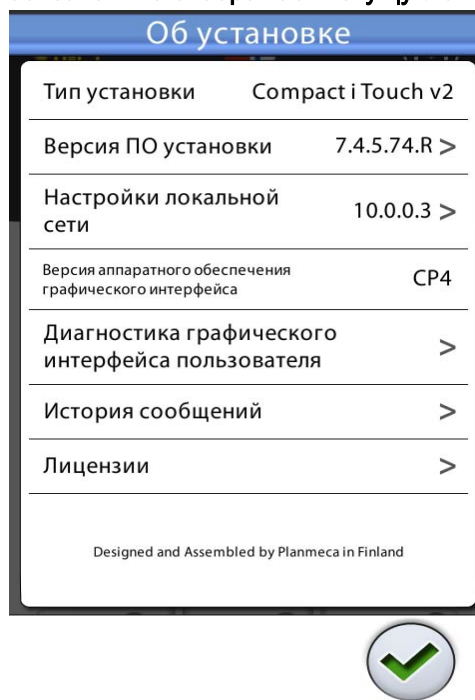 Об установке
Тип установки Compact i Touch v2
Версия ПО установки 7.4.5.74.R >
Настройки локальной
сети 10.0.0.3 >
Версия аппаратного обеспечения
графического интерфейса CP4
Диагностика графического
интерфейса пользователя >
История сообщений >
Лицензии >
Designed and Assembled by Planmeca in Finland